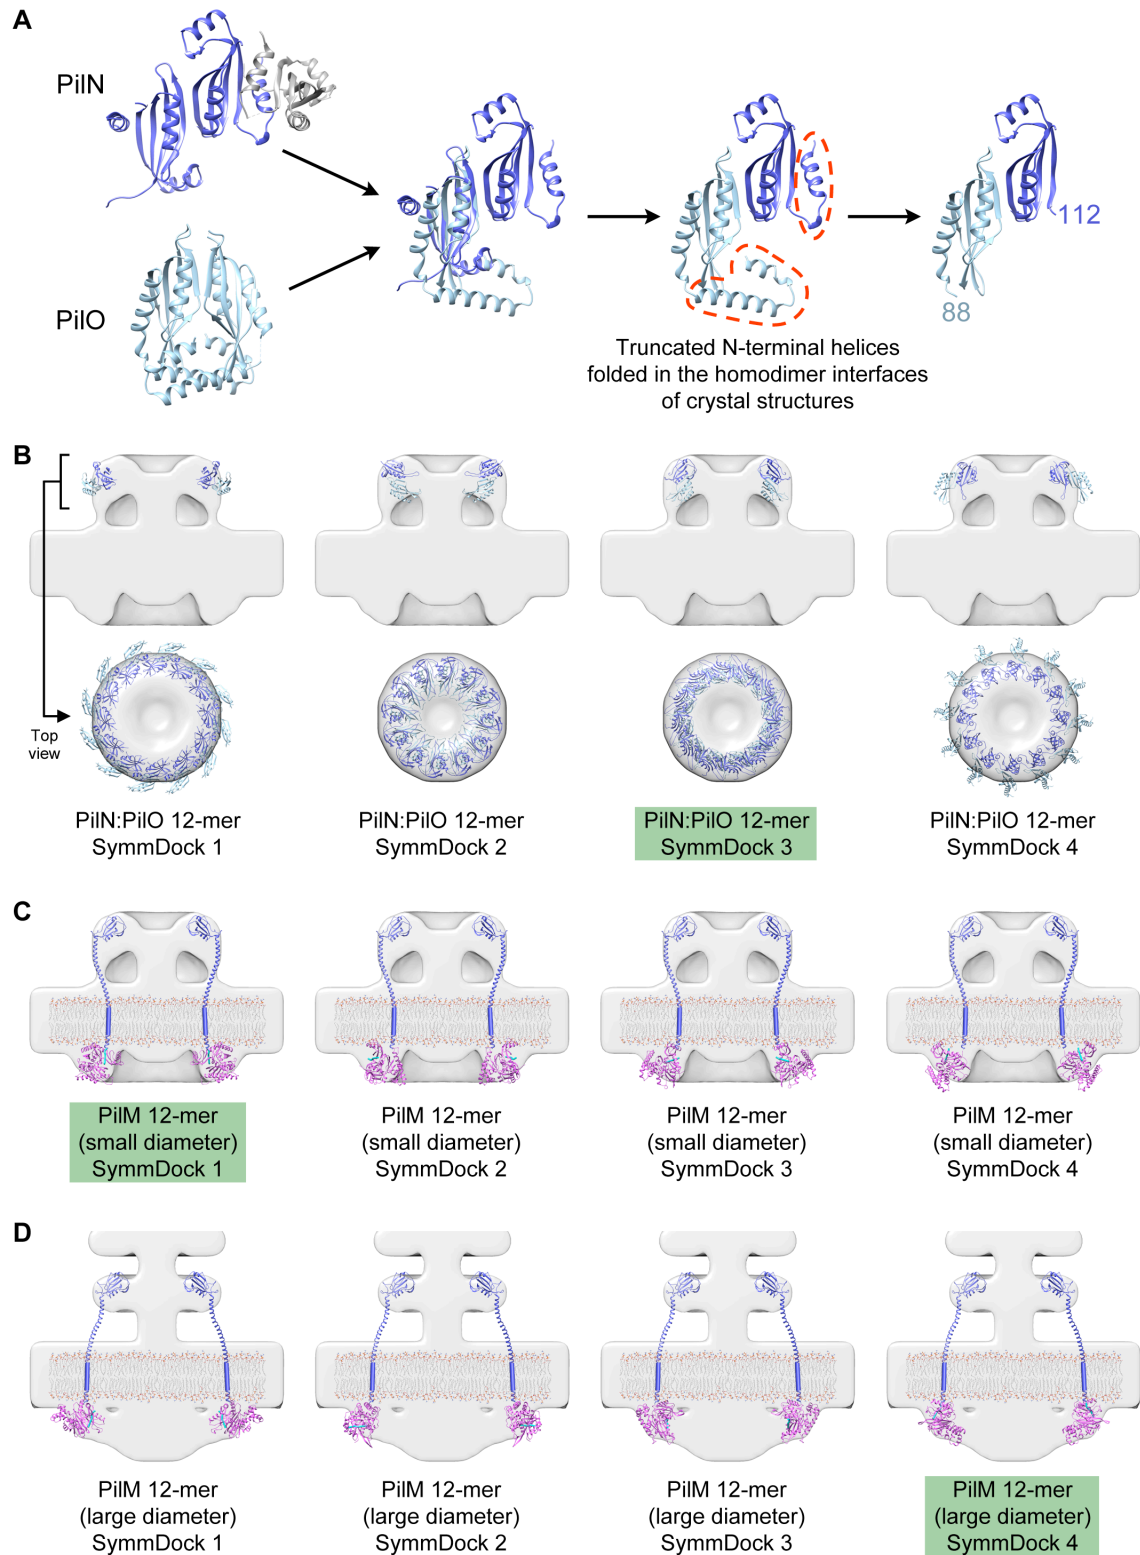 A
PilN
PilO
112
88
Truncated N-terminal helices
folded in the homodimer interfaces
of crystal structures
B
Top
view
PilN:PilO 12-mer
SymmDock 1
PilN:PilO 12-mer
SymmDock 2
PilN:PilO 12-mer
SymmDock 3
PilN:PilO 12-mer
SymmDock 4
C
PilM 12-mer
(small diameter)
SymmDock 1
PilM 12-mer
(small diameter)
SymmDock 2
PilM 12-mer
(small diameter)
SymmDock 3
PilM 12-mer
(small diameter)
SymmDock 4
D
PilM 12-mer
(large diameter)
SymmDock 1
PilM 12-mer
(large diameter)
SymmDock 2
PilM 12-mer
(large diameter)
SymmDock 3
PilM 12-mer
(large diameter)
SymmDock 4